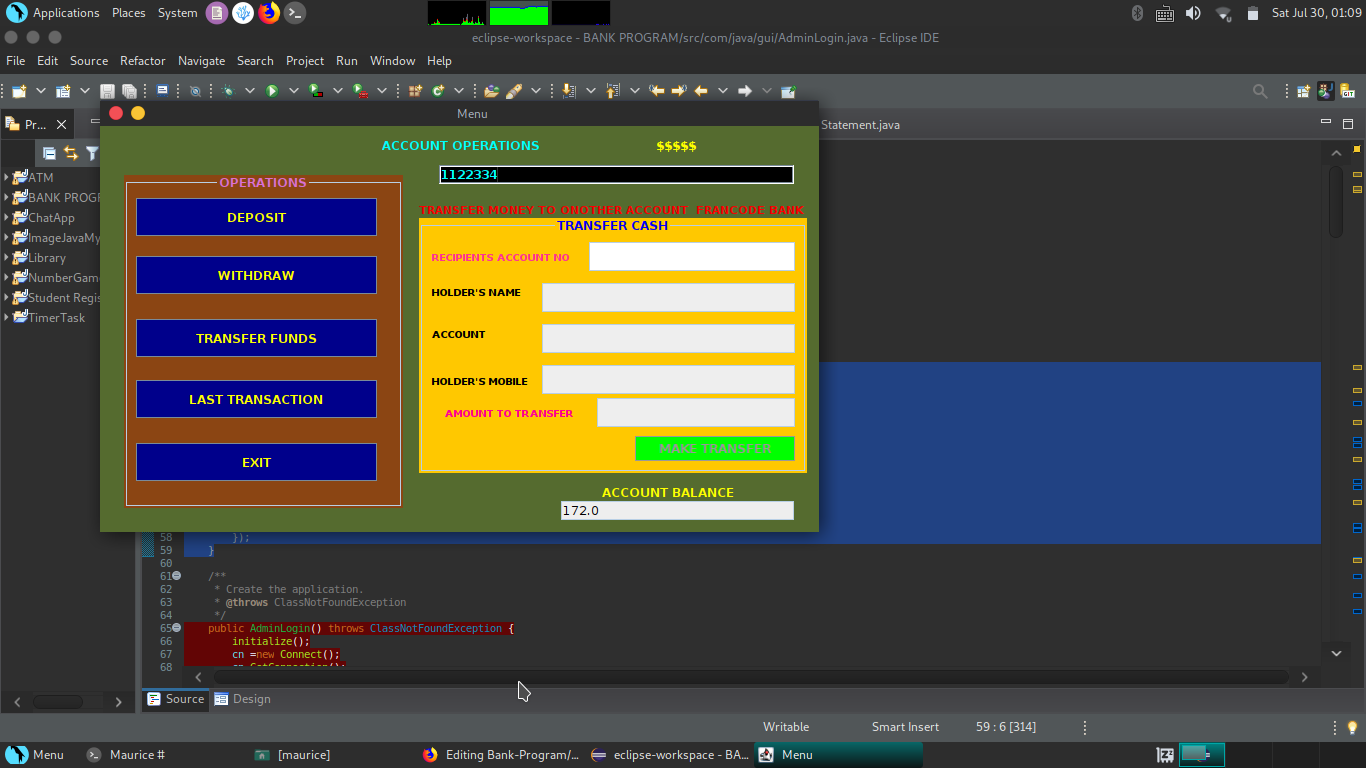 Applications Places System Sat Jul 30, 01:09
eclipse-workspace - BANK PROGRAM/src/com/java/gui/AdminLogin.java - Eclipse IDE
File Edit Source Refactor Navigate Search Project Run Window Help
Menu
Pr... Statement.java
ACCOUNT OPERATIONS $$$$$
1122334
OPERATIONS
DEPOSIT
WITHDRAW
TRANSFER FUNDS
LAST TRANSACTION
EXIT
TRANSFER MONEY TO ONOTHER ACCOUNT FRANCODE BANK
TRANSFER CASH
RECIPIENTS ACCOUNT NO
HOLDER'S NAME
ACCOUNT
HOLDER'S MOBILE
AMOUNT TO TRANSFER
MAKE TRANSFER
ACCOUNT BALANCE
172.0
ATM
BANK PROG
ChatApp
ImageJavaMy
Library
NumberGam
Student Regis
TimerTask
58 });
59 }
60
61 /**
62 * Create the application.
63 * @throws ClassNotFoundException
64 */
65 public AdminLogin() throws ClassNotFoundException {
66 initialize();
67 cn =new Connect();
68 cn.GetConnection();
Source Design
Writable Smart Insert 59 : 6 [314]
Menu Maurice # [maurice] Editing Bank-Program/... eclipse-workspace - BA... Menu